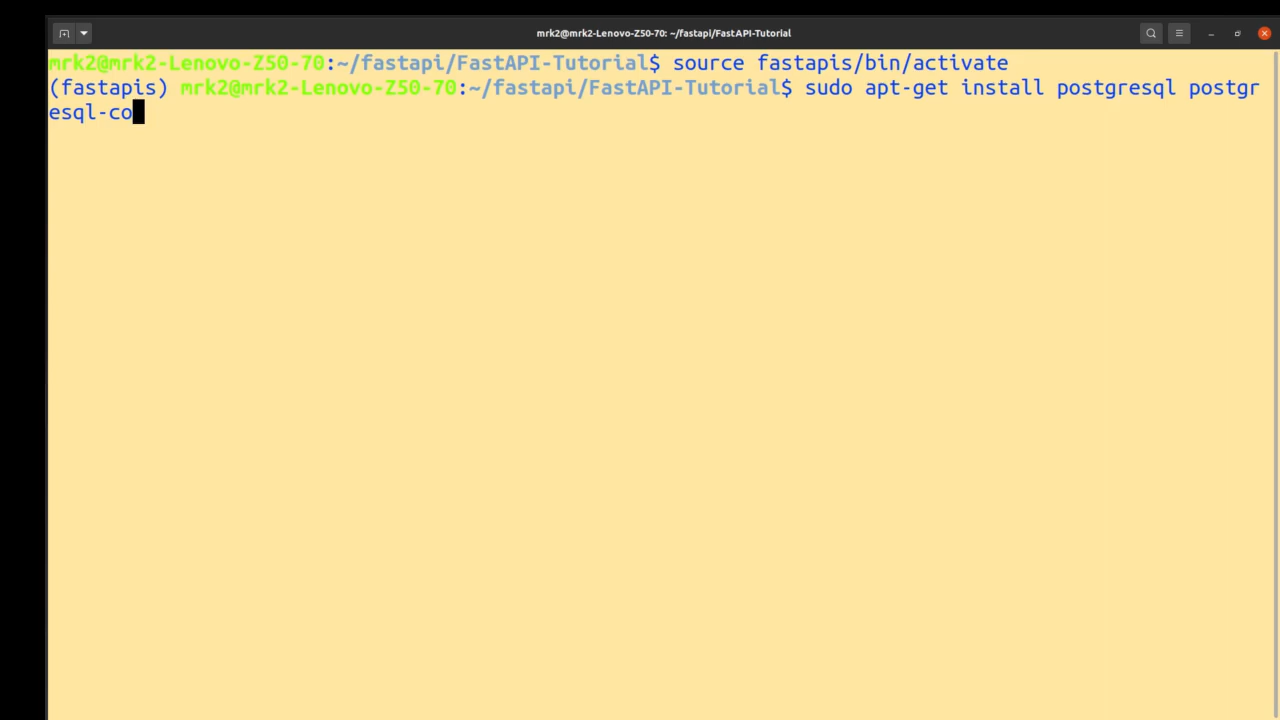 mrk2@mrk2-Lenovo-Z50-70: ~/fastapi/FastAPI-Tutorial
mrk2@mrk2-Lenovo-Z50-70:~/fastapi/FastAPI-Tutorial$ source fastapis/bin/activate
(fastapis) mrk2@mrk2-Lenovo-Z50-70:~/fastapi/FastAPI-Tutorial$ sudo apt-get install postgresql postgr
esql-co